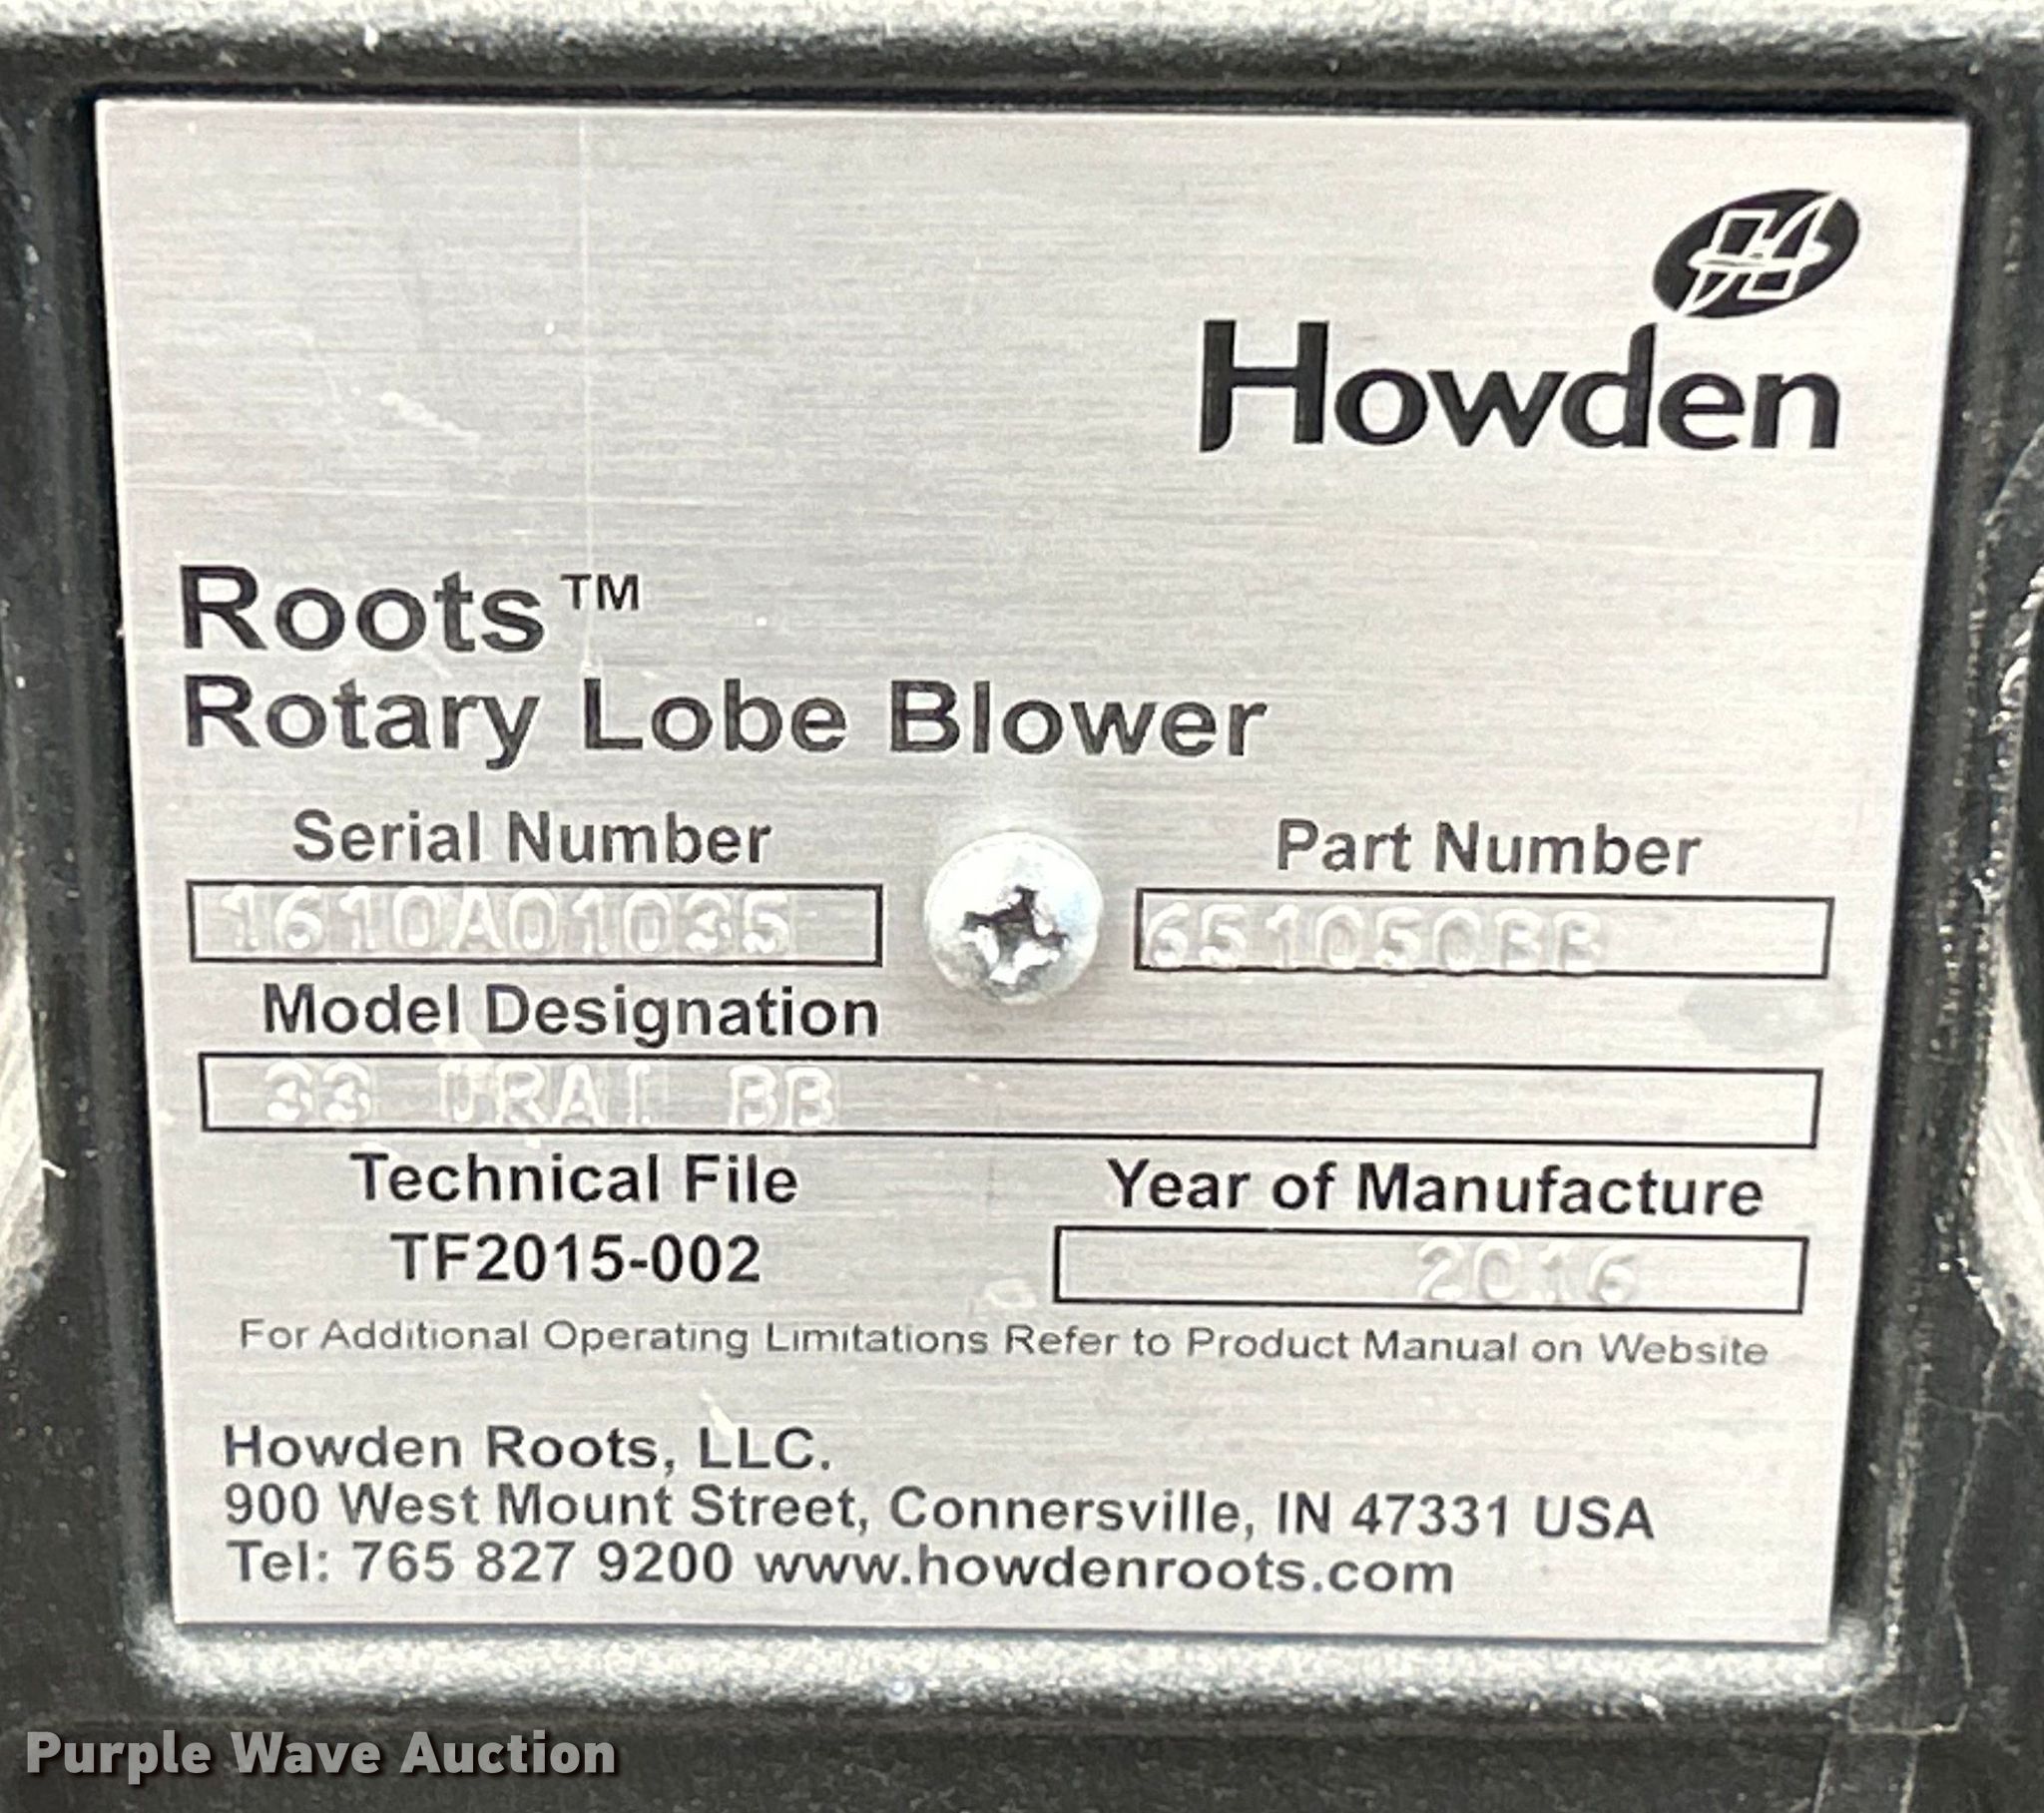 Howden
Roots™
Rotary Lobe Blower
Serial Number
Part Number
1610A01035
651050BB
Model Designation
33 URAI BB
Technical File
Year of Manufacture
TF2015-002
2016
For Additional Operating Limitations Refer to Product Manual on Website
Howden Roots, LLC.
900 West Mount Street, Connersville, IN 47331 USA
Tel: 765 827 9200 www.howdenroots.com
Purple Wave Auction